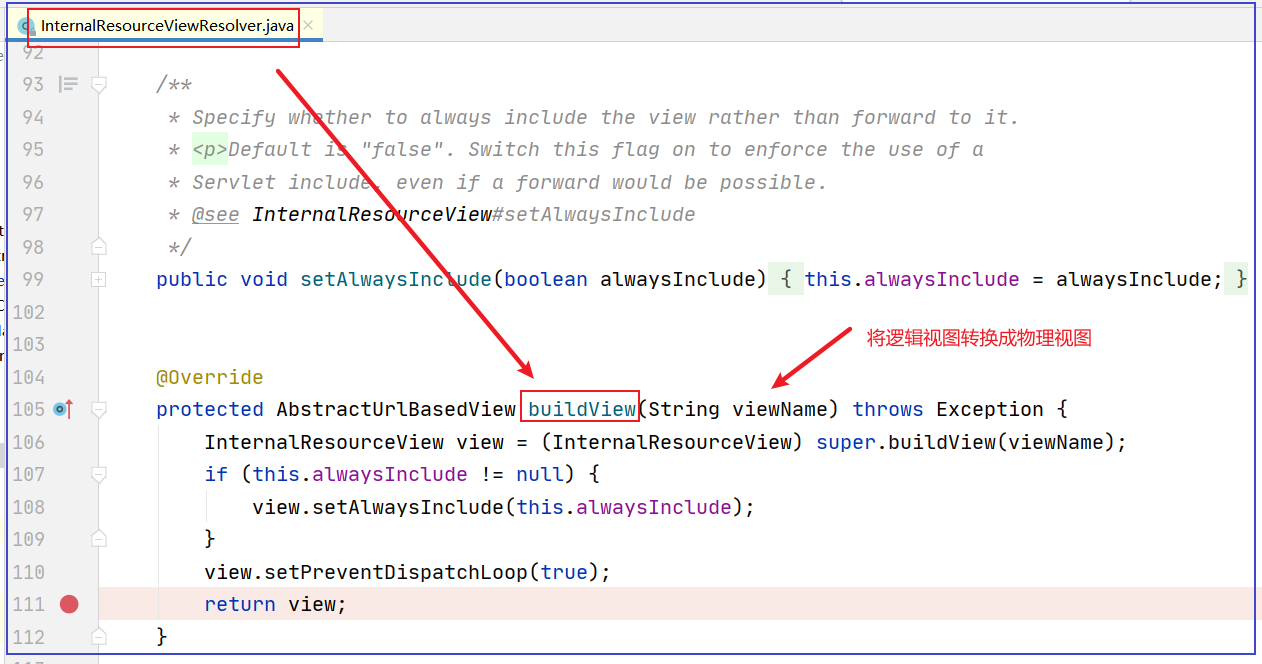 InternalResourceViewResolver.java
92
93 /**
94 * Specify whether to always include the view rather than forward to it.
95 * <p>Default is "false". Switch this flag on to enforce the use of a
96 * Servlet include, even if a forward would be possible.
97 * @see InternalResourceView#setAlwaysInclude
98 */
99 public void setAlwaysInclude(boolean alwaysInclude) { this.alwaysInclude = alwaysInclude; }
102
103
将逻辑视图转换成物理视图
104 @Override
105 protected AbstractUrlBasedView buildView(String viewName) throws Exception {
106 InternalResourceView view = (InternalResourceView) super.buildView(viewName);
107 if (this.alwaysInclude != null) {
108 view.setAlwaysInclude(this.alwaysInclude);
109 }
110 view.setPreventDispatchLoop(true);
111 return view;
112 }